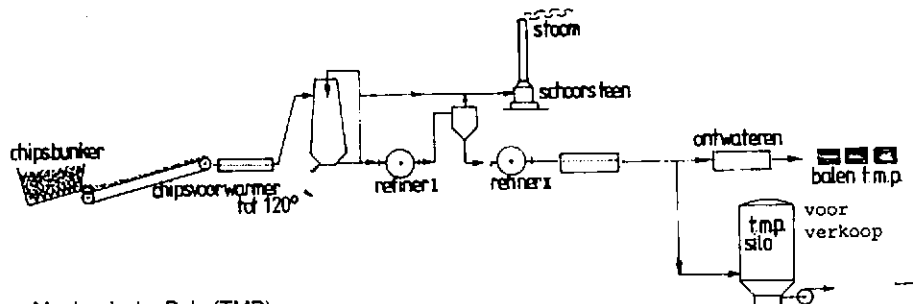 stoom
schoorsteen
ontwateren
chipsbunker
chipsvoorwarmer
tot 120°
refiner I
refiner II
balen t.m.p.
voor
verkoop
t.m.p.
silo